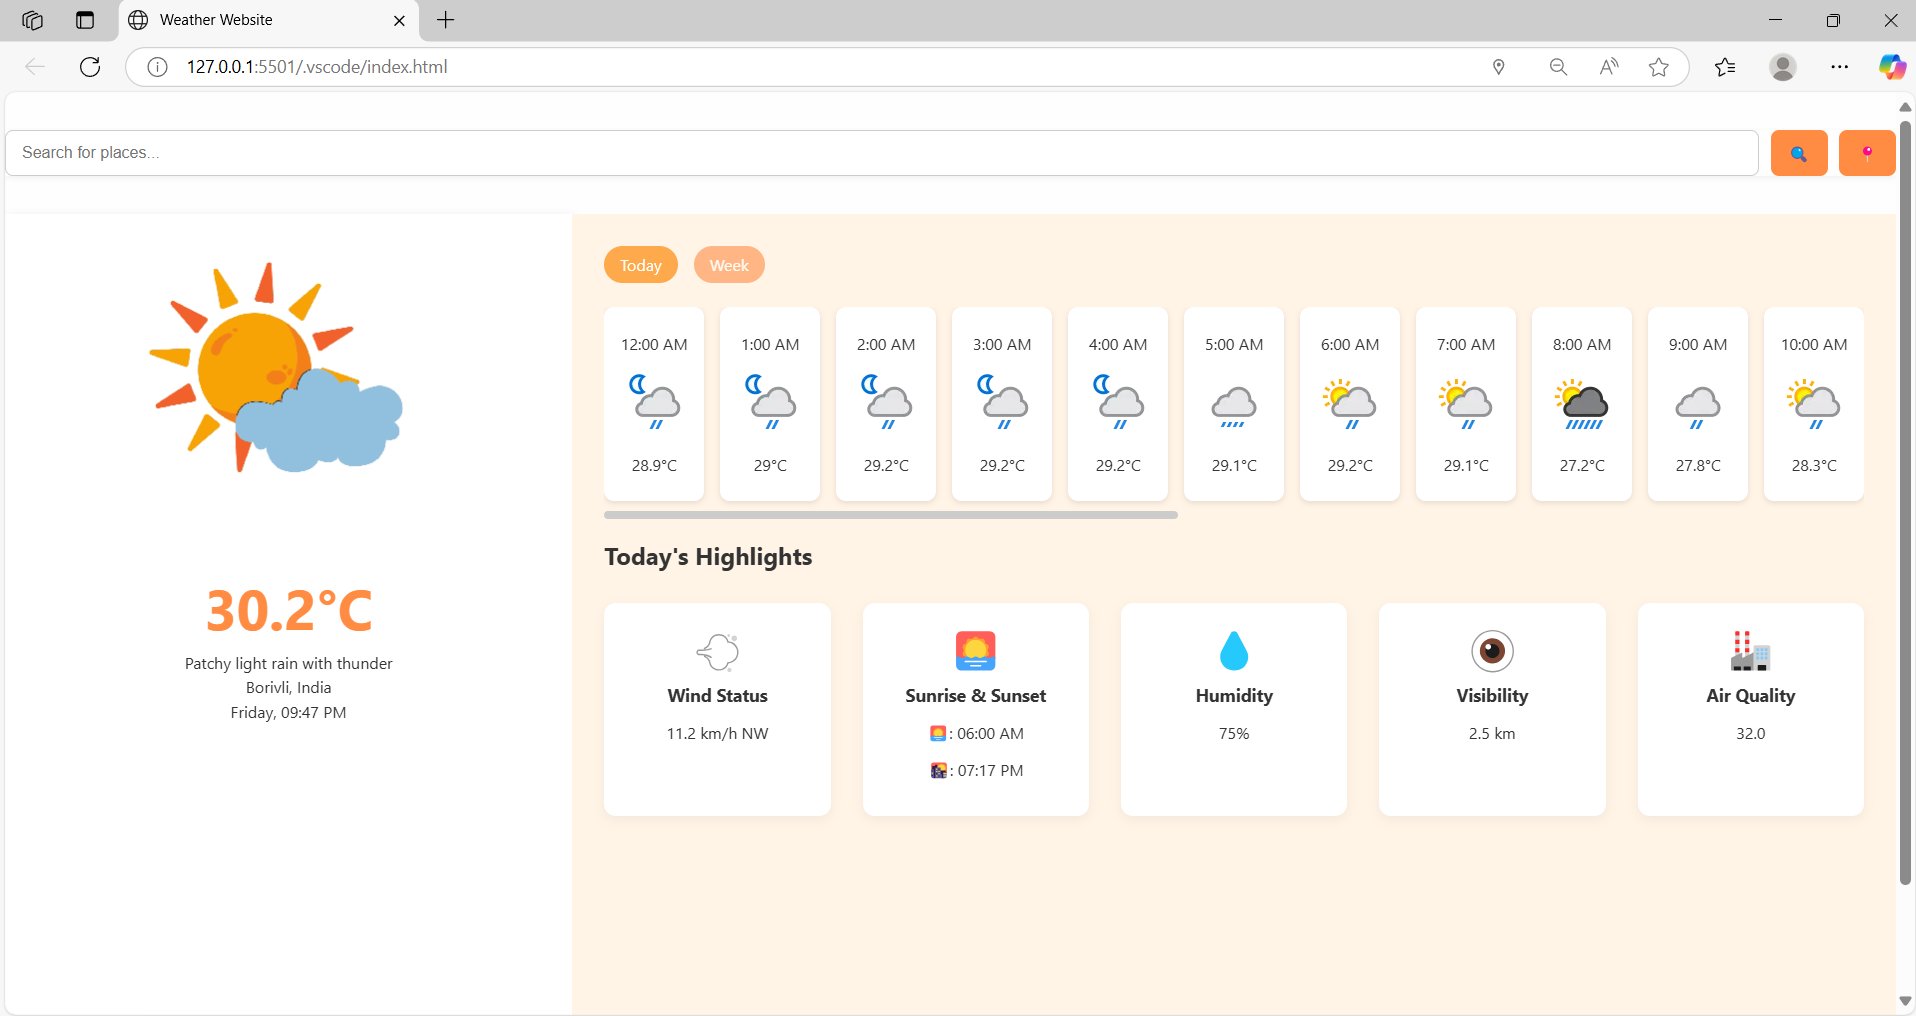 Weather Website
127.0.0.1:5501/.vscode/index.html
Search for places...
Today Week
12:00 AM 1:00 AM 2:00 AM 3:00 AM 4:00 AM 5:00 AM 6:00 AM 7:00 AM 8:00 AM 9:00 AM 10:00 AM
28.9°C 29°C 29.2°C 29.2°C 29.2°C 29.1°C 29.2°C 29.1°C 27.2°C 27.8°C 28.3°C
30.2°C
Patchy light rain with thunder
Borivli, India
Friday, 09:47 PM
Today's Highlights
Wind Status
11.2 km/h NW
Sunrise & Sunset
: 06:00 AM
: 07:17 PM
Humidity
75%
Visibility
2.5 km
Air Quality
32.0